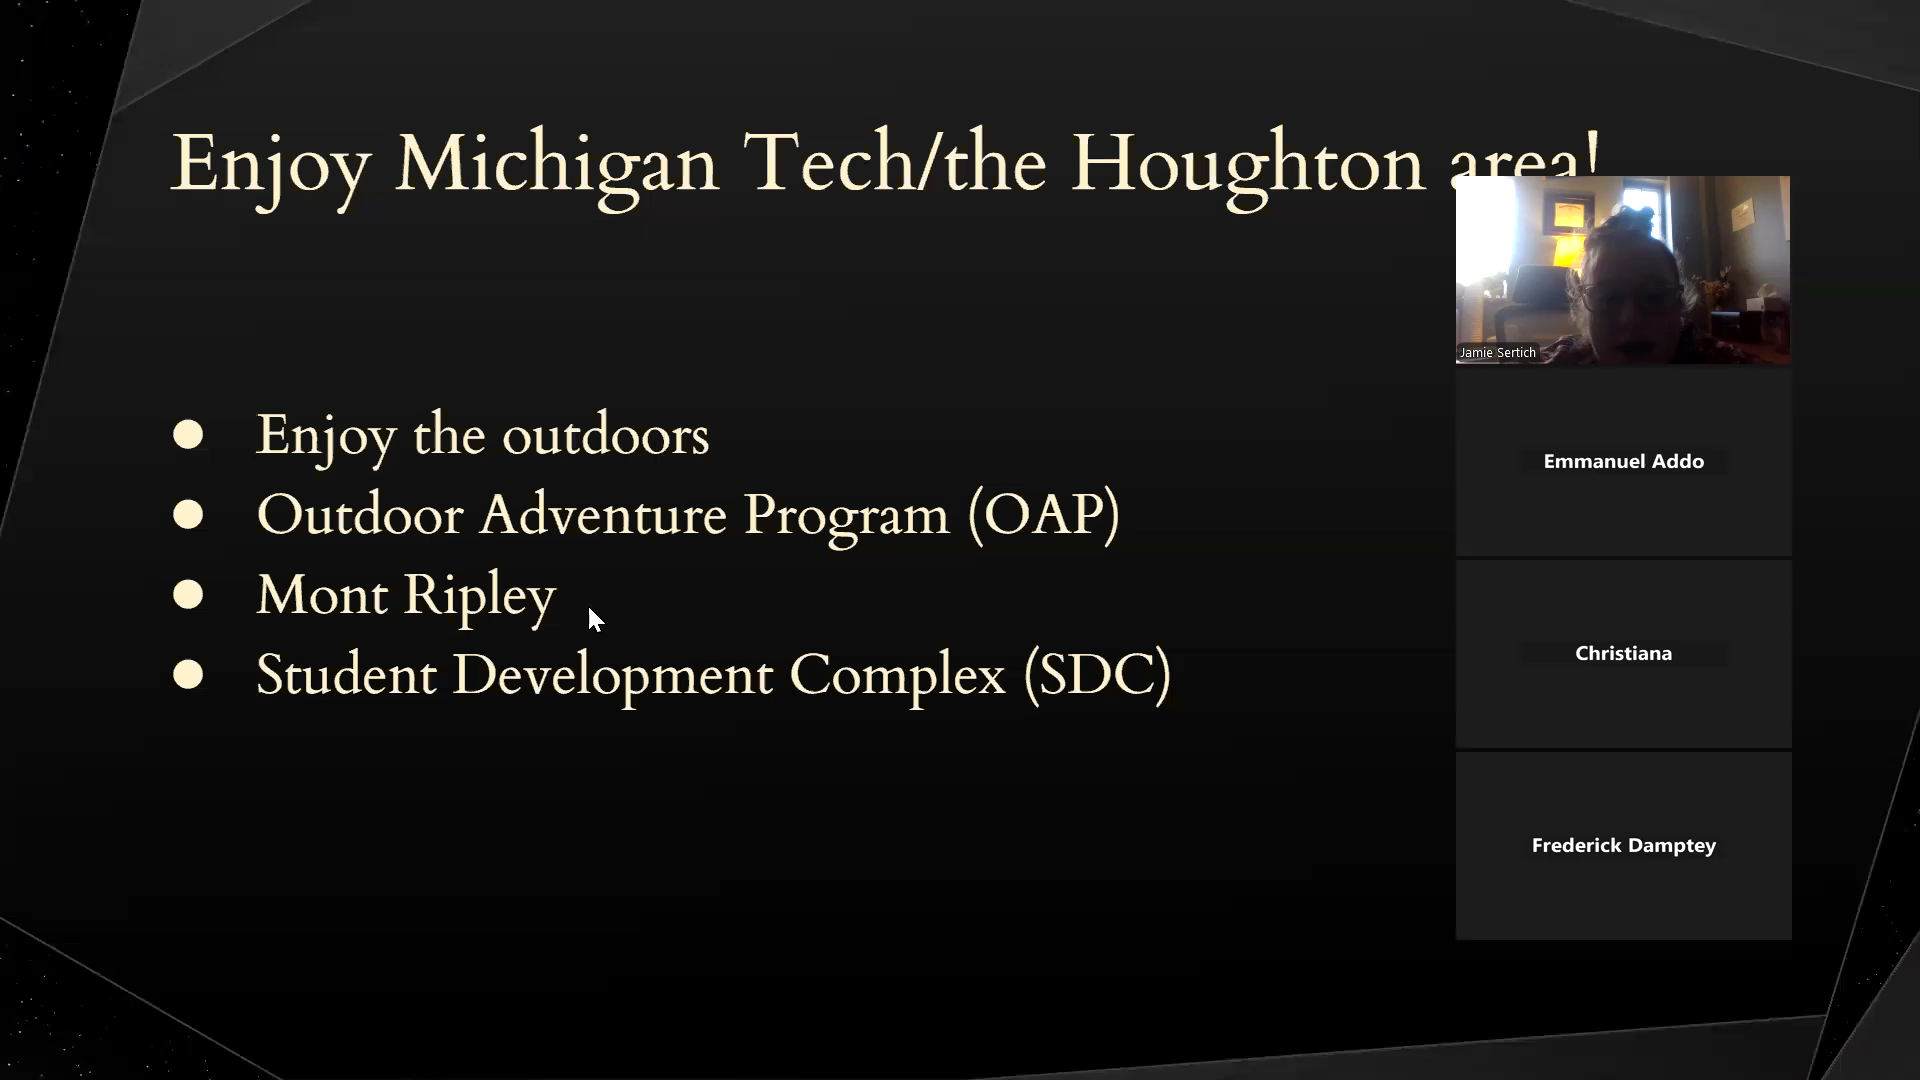 Enjoy Michigan Tech/the Houghton area!
Jamie Sertich
● Enjoy the outdoors
Emmanuel Addo
● Outdoor Adventure Program (OAP)
● Mont Ripley
Christiana
● Student Development Complex (SDC)
Frederick Damptey